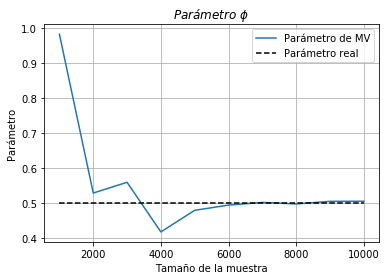 Parámetro ϕ
Parámetro de MV
Parámetro real
Parámetro
1.0
0.9
0.8
0.7
0.6
0.5
0.4
2000 4000 6000 8000 10000
Tamaño de la muestra